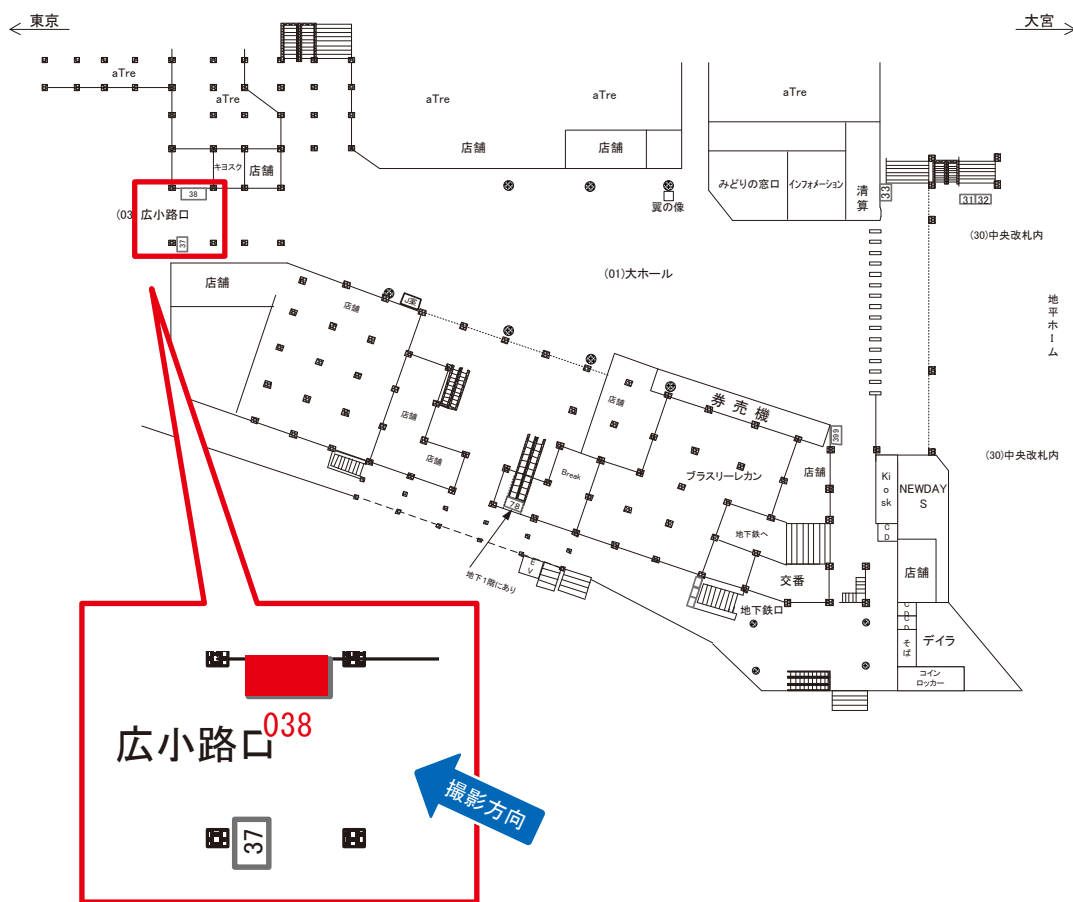 東京
大宮
aTre
aTre
aTre
aTre
aTre
キヨスク
店舗
店舗
店舗
みどりの窓口
インフォメーション
清算
33
31
32
38
(03
広小路口
37
翼の像
(30)中央改札内
(01)大ホール
地平ホーム
店舗
店舗
J薬
店舗
店舗
店舗
券売機
399
店舗
Break
ブラスリーレカン
78
地下1階にあり
EV
地下鉄へ
交番
地下鉄口
(30)中央改札内
Kiosk
NEWDAYS
CD
店舗
CD
CD
そば
デイラ
コイン
ロッカー
038
広小路口
撮影方向
37